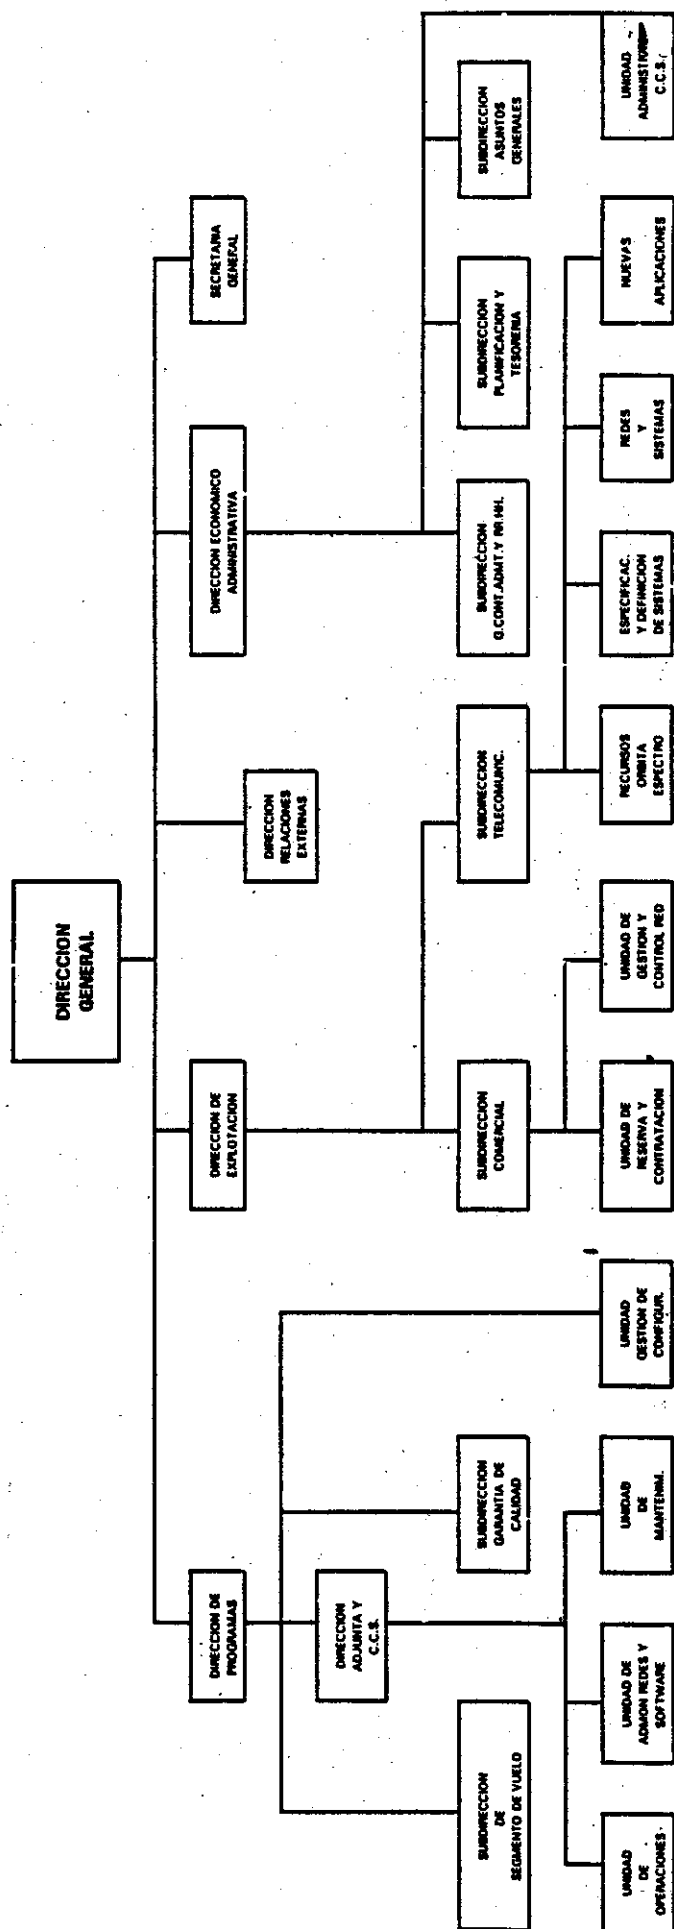 DIRECCION
GENERAL
DIRECCION DE
PROGRAMAS
DIRECCION DE
EXPLOTACION
DIRECCION ECONOMICO
ADMINISTRATIVA
SECRETARIA
GENERAL
DIRECCION
RELACIONES
EXTERNAS
DIRECCION
ADJUNTA Y
C.C.S.
SUBDIRECCION
DE
SEGMENTO DE VUELO
SUBDIRECCION
GARANTIA DE
CALIDAD
SUBDIRECCION
COMERCIAL
SUBDIRECCION
TELECOMUNIC.
SUBDIRECCION
G.CONT.ADMT.Y RR.HH.
SUBDIRECCION
PLANIFICACION Y
TESORERIA
SUBDIRECCION
ASUNTOS
GENERALES
UNIDAD
DE
OPERACIONES
UNIDAD DE
ADMON REDES Y
SOFTWARE
UNIDAD
DE
MANTENIM.
UNIDAD
GESTION DE
CONFIGUR.
UNIDAD DE
RESERVA Y
CONTRATACION
UNIDAD DE
GESTION Y
CONTROL RED
RECURSOS
ORBITA
ESPECTRO
ESPECIFICAC.
Y DEFINICION
DE SISTEMAS
REDES
Y
SISTEMAS
NUEVAS
APLICACIONES
UNIDAD
C.C.S.